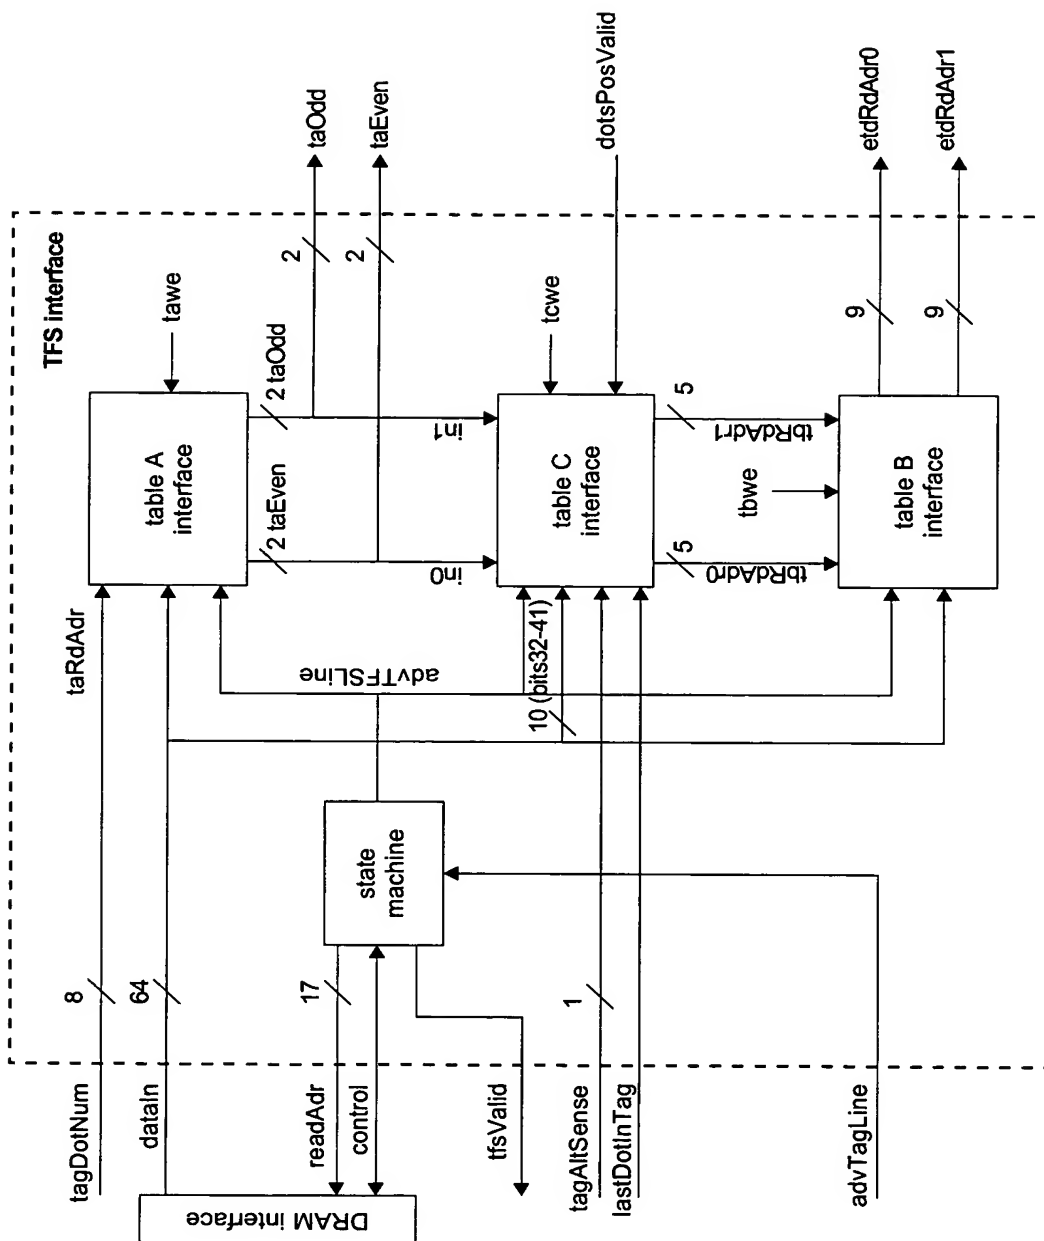 TFS interface
tagDotNum
8
taRdAdr
dataIn
64
DRAM interface
readAdr
17
control
tfsValid
state
machine
advTFSLine
10 (bits32-41)
tagAltSense
1
lastDotInTag
advTagLine
table A
interface
tawe
2 taEven
2 taOdd
2
taOdd
2
taEven
in0
in1
table C
interface
tcwe
dotsPosValid
5
tbRdAdr0
5
tbRdAdr1
tbwe
table B
interface
9
etdRdAdr0
9
etdRdAdr1